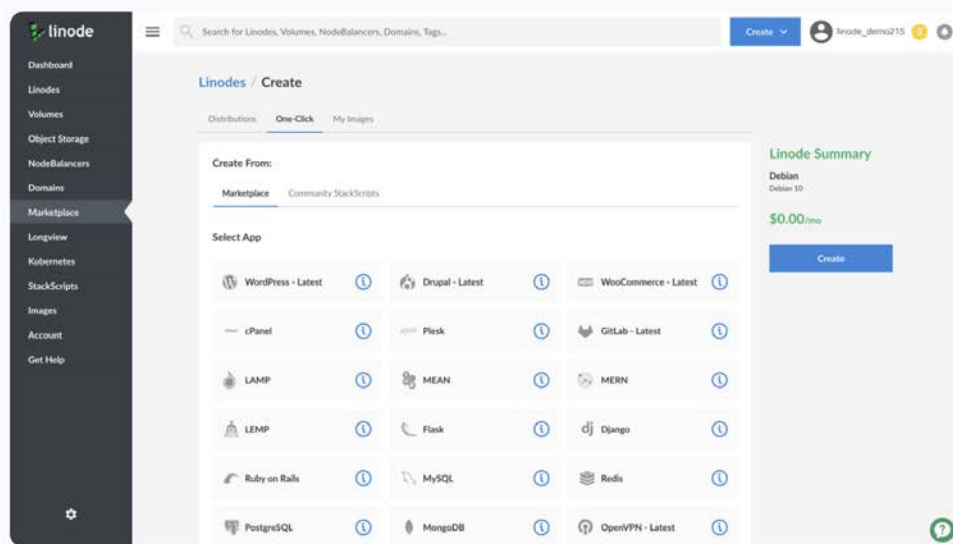 linode
Search for Linodes, Volumes, NodeBalancers, Domains, Tags...
Create
linode_demo215
Dashboard
Linodes
Volumes
Object Storage
NodeBalancers
Domains
Marketplace
Longview
Kubernetes
StackScripts
Images
Account
Get Help
Linodes / Create
Distributions One-Click My Images
Create From:
Marketplace Community StackScripts
Select App
WordPress - Latest Drupal - Latest WooCommerce - Latest
cPanel Plesk GitLab - Latest
LAMP MEAN MERN
LEMP Flask dj Django
Ruby on Rails MySQL Redis
PostgreSQL MongoDB OpenVPN - Latest
Linode Summary
Debian
Debian 10
$0.00/mo
Create
?